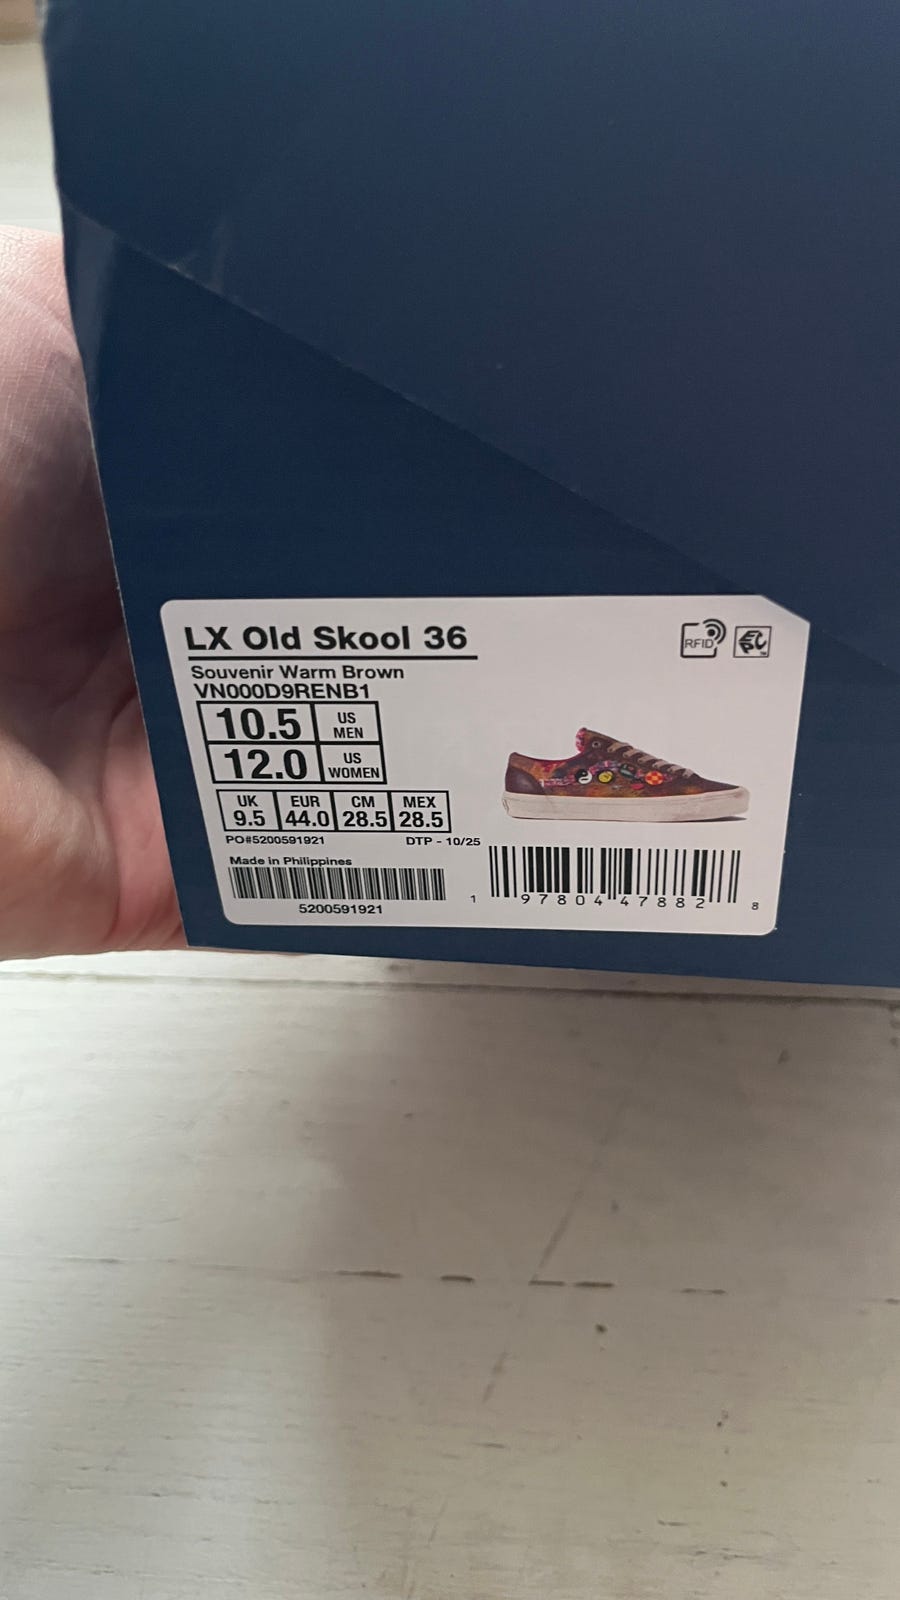 LX Old Skool 36
RFID
EPC
Souvenir Warm Brown
VN000D9RENB1
10.5 US MEN
12.0 US WOMEN
UK EUR CM MEX
9.5 44.0 28.5 28.5
PO#5200591921 DTP - 10/25
Made in Philippines
5200591921
1 97804 47882 8